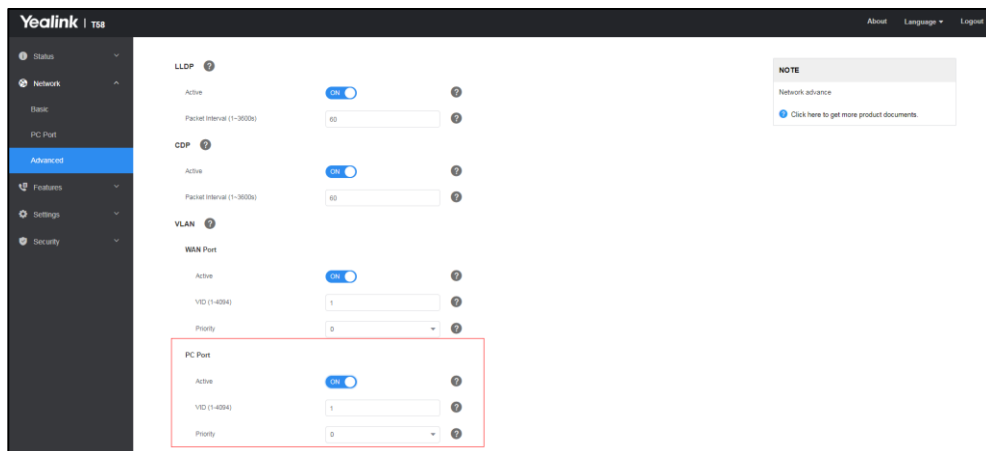 Yealink | T58
About Language Logout
Status
Network
Basic
PC Port
Advanced
Features
Settings
Security
LLDP ?
Active ON ?
Packet Interval (1~3600s) 60 ?
CDP ?
Active ON ?
Packet Interval (1~3600s) 60 ?
VLAN ?
WAN Port
Active ON ?
VID (1-4094) 1 ?
Priority 0 ?
PC Port
Active ON ?
VID (1-4094) 1 ?
Priority 0 ?
NOTE
Network advance
? Click here to get more product documents.